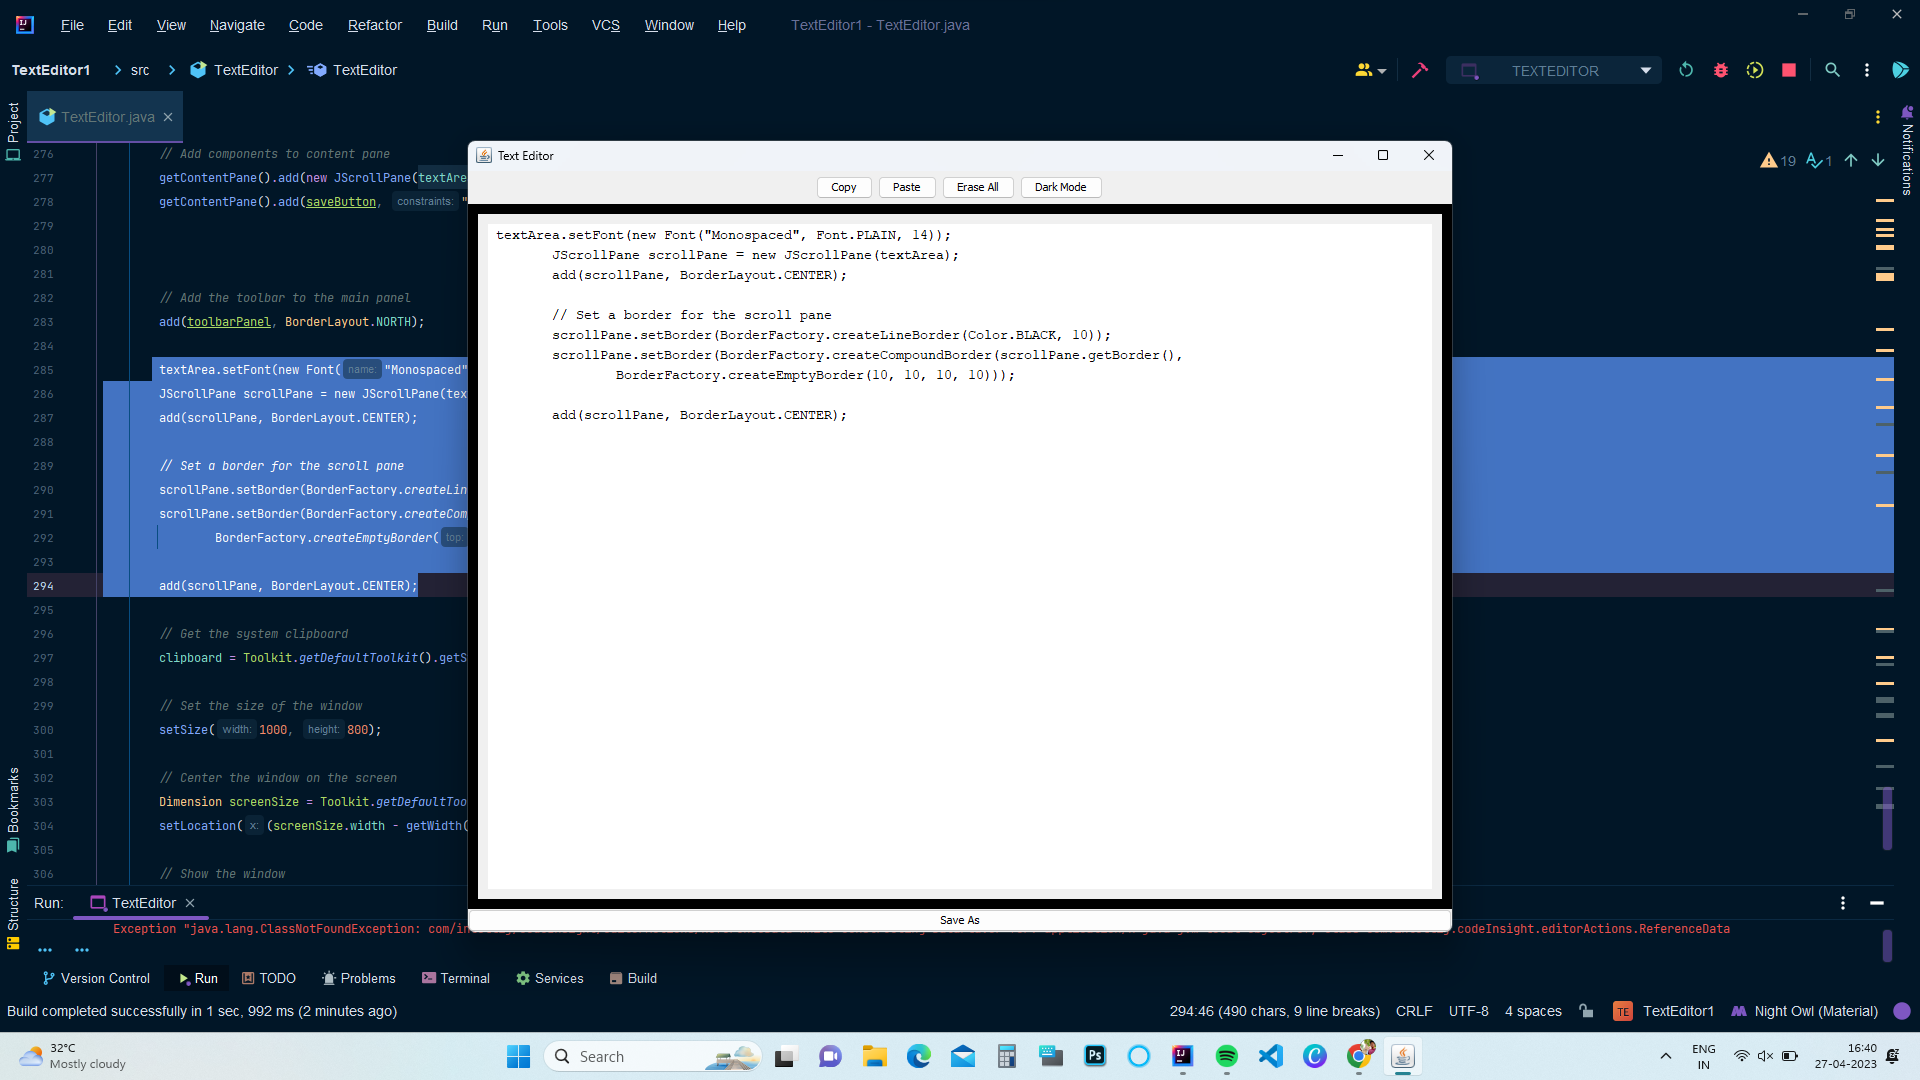 File Edit View Navigate Code Refactor Build Run Tools VCS Window Help TextEditor1 - TextEditor.java
TextEditor1 src TextEditor TextEditor
TEXTEDITOR
Project
TextEditor.java
Notifications
19 1
276 // Add components to content pane
277 getContentPane().add(new JScrollPane(textAre
278 getContentPane().add(saveButton, constraints: "
279
280
281
282 // Add the toolbar to the main panel
283 add(toolbarPanel, BorderLayout.NORTH);
284
285 textArea.setFont(new Font( name: "Monospaced"
286 JScrollPane scrollPane = new JScrollPane(tex
287 add(scrollPane, BorderLayout.CENTER);
288
289 // Set a border for the scroll pane
290 scrollPane.setBorder(BorderFactory.createLin
291 scrollPane.setBorder(BorderFactory.createCom
292 BorderFactory.createEmptyBorder( top:
293
294 add(scrollPane, BorderLayout.CENTER);
295
296 // Get the system clipboard
297 clipboard = Toolkit.getDefaultToolkit().getS
298
299 // Set the size of the window
300 setSize( width: 1000, height: 800);
301
302 // Center the window on the screen
303 Dimension screenSize = Toolkit.getDefaultToo
304 setLocation( x: (screenSize.width - getWidth(
305
306 // Show the window
Bookmarks
Structure
Text Editor
Copy Paste Erase All Dark Mode
textArea.setFont(new Font("Monospaced", Font.PLAIN, 14));
JScrollPane scrollPane = new JScrollPane(textArea);
add(scrollPane, BorderLayout.CENTER);
// Set a border for the scroll pane
scrollPane.setBorder(BorderFactory.createLineBorder(Color.BLACK, 10));
scrollPane.setBorder(BorderFactory.createCompoundBorder(scrollPane.getBorder(),
BorderFactory.createEmptyBorder(10, 10, 10, 10)));
add(scrollPane, BorderLayout.CENTER);
Save As
Run: TextEditor
Exception "java.lang.ClassNotFoundException: com/in .codeInsight.editorActions.ReferenceData
Version Control Run TODO Problems Terminal Services Build
Build completed successfully in 1 sec, 992 ms (2 minutes ago)
294:46 (490 chars, 9 line breaks) CRLF UTF-8 4 spaces TE TextEditor1 Night Owl (Material)
32°C
Mostly cloudy
Search
Ps
ENG
IN
16:40
27-04-2023